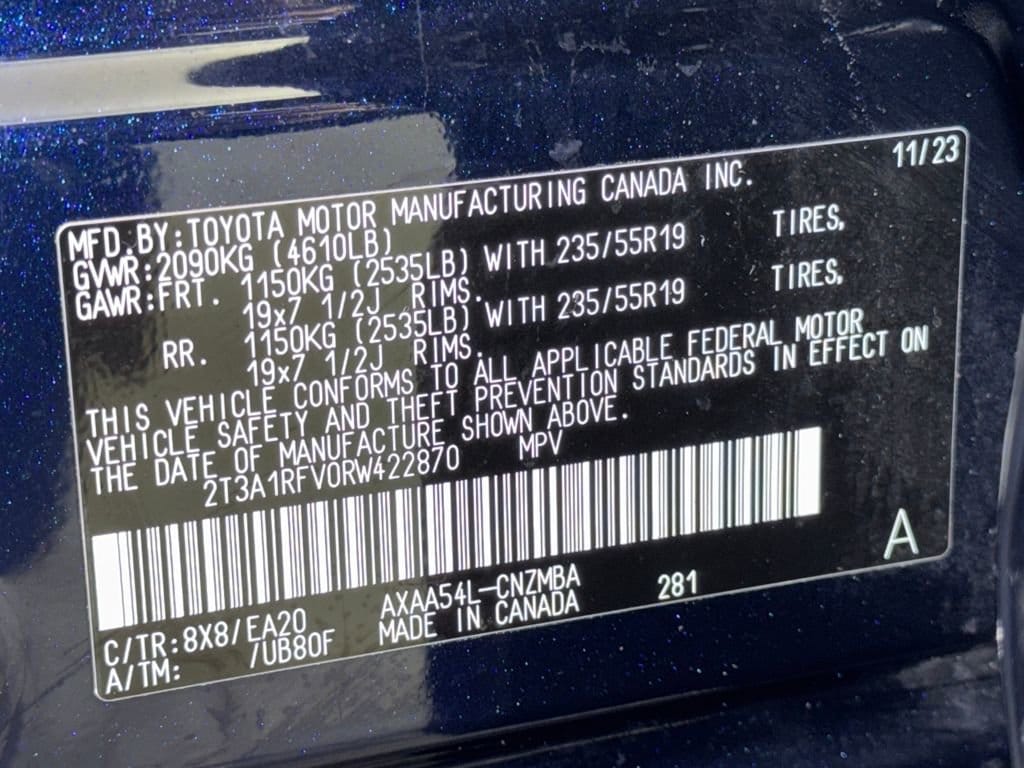 11/23
MFD.BY:TOYOTA MOTOR MANUFACTURING CANADA INC.
GVWR:2090KG (4610LB)
GAWR:FRT. 1150KG (2535LB) WITH 235/55R19 TIRES,
19x7 1/2J RIMS.
RR. 1150KG (2535LB) WITH 235/55R19 TIRES,
19x7 1/2J RIMS.
THIS VEHICLE CONFORMS TO ALL APPLICABLE FEDERAL MOTOR
VEHICLE SAFETY AND THEFT PREVENTION STANDARDS IN EFFECT ON
THE DATE OF MANUFACTURE SHOWN ABOVE.
2T3A1RFV0RW422870 MPV
A
C/TR:8X8/EA20 AXAA54L-CNZMBA 281
A/TM: /UB80F MADE IN CANADA